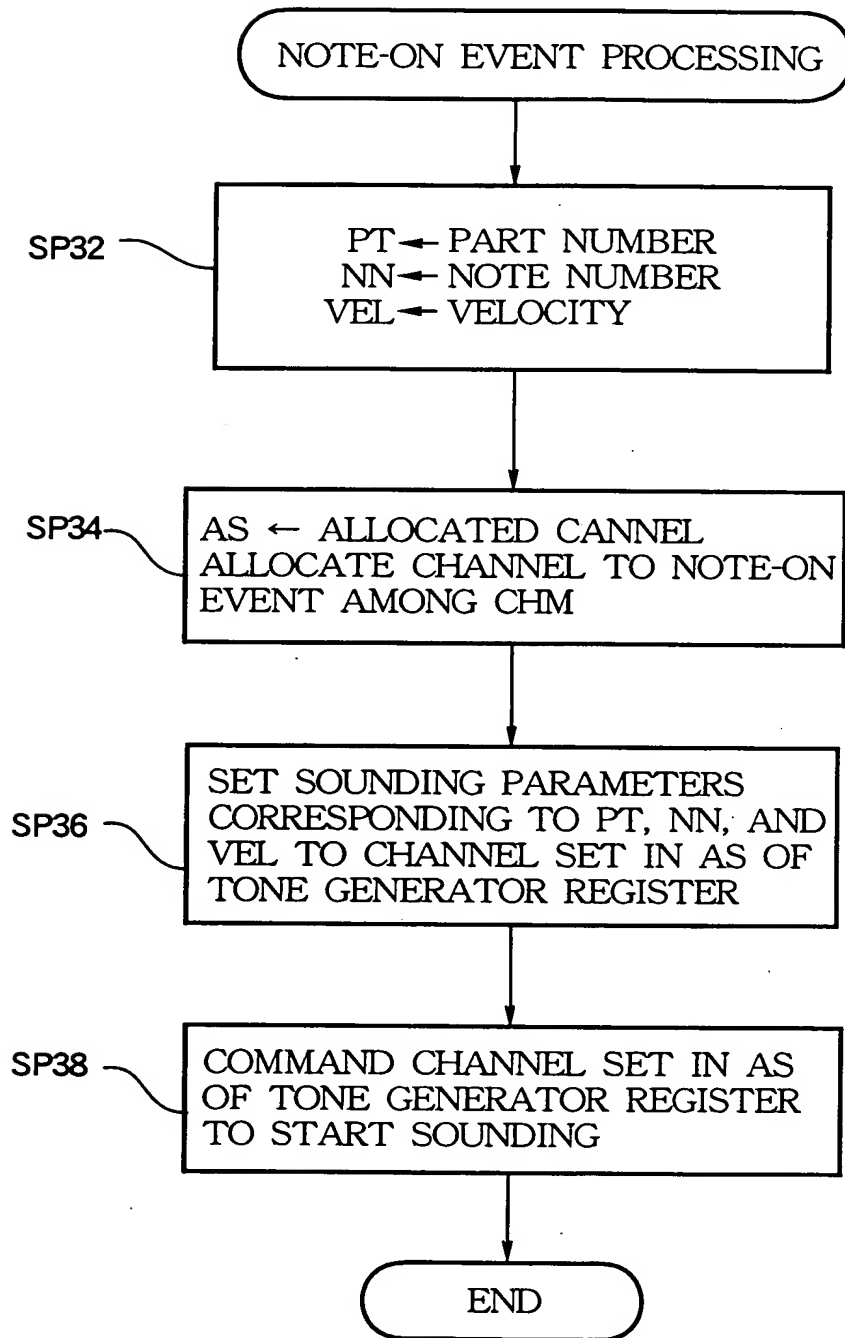 NOTE-ON EVENT PROCESSING
SP32
PT ← PART NUMBER
NN ← NOTE NUMBER
VEL ← VELOCITY
SP34
AS ← ALLOCATED CANNEL
ALLOCATE CHANNEL TO NOTE-ON
EVENT AMONG CHM
SP36
SET SOUNDING PARAMETERS
CORRESPONDING TO PT, NN, AND
VEL TO CHANNEL SET IN AS OF
TONE GENERATOR REGISTER
SP38
COMMAND CHANNEL SET IN AS
OF TONE GENERATOR REGISTER
TO START SOUNDING
END